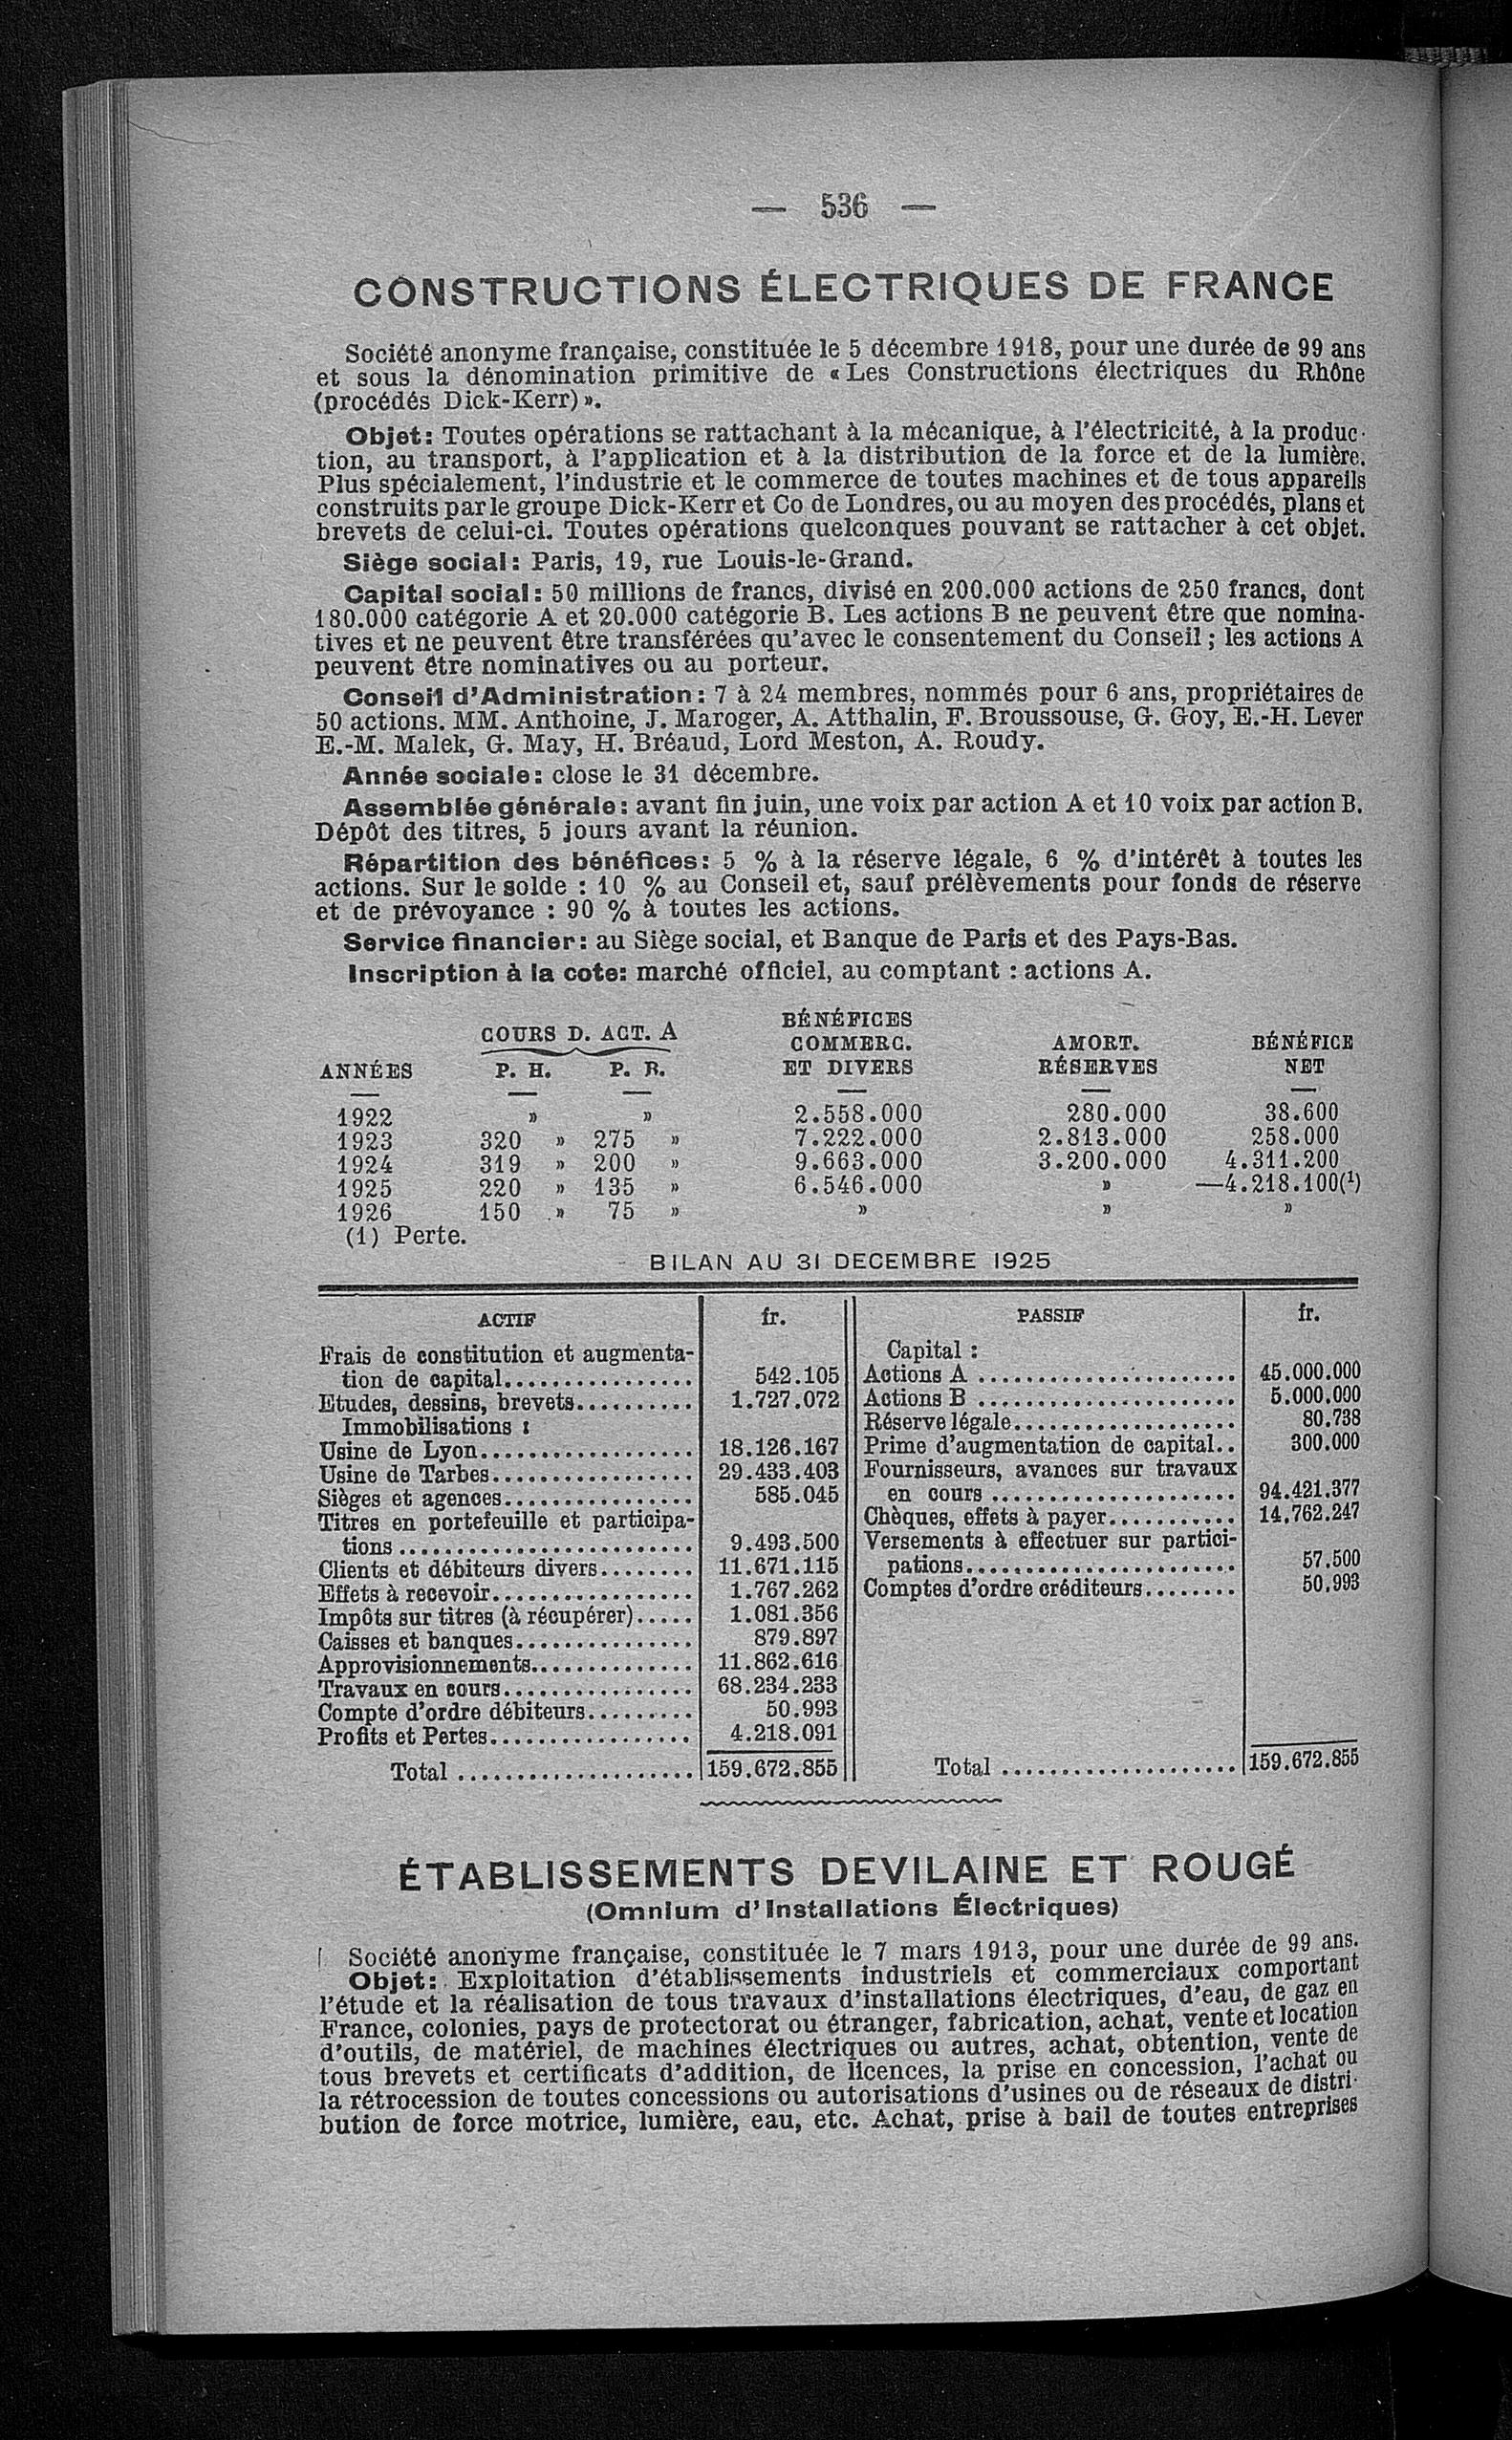 — 536 —
CONSTRUCTIONS ÉLECTRIQUES DE FRANCE
Société anonyme française, constituée le 5 décembre 1918, pour une durée de 99 ans
et sous la dénomination primitive de « Les Constructions électriques du Rhône
(procédés Dick-Kerr) ».
Objet : Toutes opérations se rattachant à la mécanique, à l'électricité, à la produc-
tion, au transport, à l'application et à la distribution de la force et de la lumière.
Plus spécialement, l'industrie et le commerce de toutes machines et de tous appareils
construits par le groupe Dick-Kerr et Co de Londres, ou au moyen des procédés, plans et
brevets de celui-ci. Toutes opérations quelconques pouvant se rattacher à cet objet.
Siège social : Paris, 19, rue Louis-le-Grand.
Capital social : 50 millions de francs, divisé en 200.000 actions de 250 francs, dont
180.000 catégorie A et 20.000 catégorie B. Les actions B ne peuvent être que nomina-
tives et ne peuvent être transférées qu'avec le consentement du Conseil ; les actions A
peuvent être nominatives ou au porteur.
Conseil d'Administration : 7 à 24 membres, nommés pour 6 ans, propriétaires de
50 actions. MM. Anthoine, J. Maroger, A. Atthalin, F. Broussouse, G. Goy, E.-H. Lever
E.-M. Malek, G. May, H. Bréaud, Lord Meston, A. Roudy.
Année sociale : close le 31 décembre.
Assemblée générale : avant fin juin, une voix par action A et 10 voix par action B.
Dépôt des titres, 5 jours avant la réunion.
Répartition des bénéfices : 5 % à la réserve légale, 6 % d'intérêt à toutes les
actions. Sur le solde : 10 % au Conseil et, sauf prélèvements pour fonds de réserve
et de prévoyance : 90 % à toutes les actions.
Service financier : au Siège social, et Banque de Paris et des Pays-Bas.
Inscription à la cote : marché officiel, au comptant : actions A.
BÉNÉFICES
COURS D. ACT. A COMMERC. AMORT. BÉNÉFICE
ANNÉES P. H. P. B. ET DIVERS RÉSERVES NET
1922 » » 2.558.000 280.000 38.600
1923 320 » 275 » 7.222.000 2.813.000 258.000
1924 319 » 200 » 9.663.000 3.200.000 4.311.200
1925 220 » 135 » 6.546.000 » —4.218.100(¹)
1926 150 » 75 » » » »
(1) Perte.
BILAN AU 31 DECEMBRE 1925
ACTIF fr. PASSIF fr.
Frais de constitution et augmenta- Capital :
tion de capital................ 542.105 Actions A ...................... 45.000.000
Etudes, dessins, brevets.......... 1.727.072 Actions B ...................... 5.000.000
Immobilisations : Réserve légale................... 80.738
Usine de Lyon.................. 18.126.167 Prime d'augmentation de capital.. 300.000
Usine de Tarbes................. 29.433.403 Fournisseurs, avances sur travaux
Sièges et agences................ 585.045 en cours ..................... 94.421.377
Titres en portefeuille et participa- Chèques, effets à payer........... 14.762.247
tions ......................... 9.493.500 Versements à effectuer sur partici-
Clients et débiteurs divers........ 11.671.115 pations....................... 57.500
Effets à recevoir................. 1.767.262 Comptes d'ordre créditeurs........ 50.993
Impôts sur titres (à récupérer)..... 1.081.356
Caisses et banques............... 879.897
Approvisionnements.............. 11.862.616
Travaux en cours................ 68.234.233
Compte d'ordre débiteurs......... 50.993
Profits et Pertes................. 4.218.091
Total .................... 159.672.855 Total .................... 159.672.855
ÉTABLISSEMENTS DEVILAINE ET ROUGÉ
(Omnium d'Installations Électriques)
Société anonyme française, constituée le 7 mars 1913, pour une durée de 99 ans.
Objet : Exploitation d'établissements industriels et commerciaux comportant
l'étude et la réalisation de tous travaux d'installations électriques, d'eau, de gaz en
France, colonies, pays de protectorat ou étranger, fabrication, achat, vente et location
d'outils, de matériel, de machines électriques ou autres, achat, obtention, vente de
tous brevets et certificats d'addition, de licences, la prise en concession, l'achat ou
la rétrocession de toutes concessions ou autorisations d'usines ou de réseaux de distri-
bution de force motrice, lumière, eau, etc. Achat, prise à bail de toutes entreprises